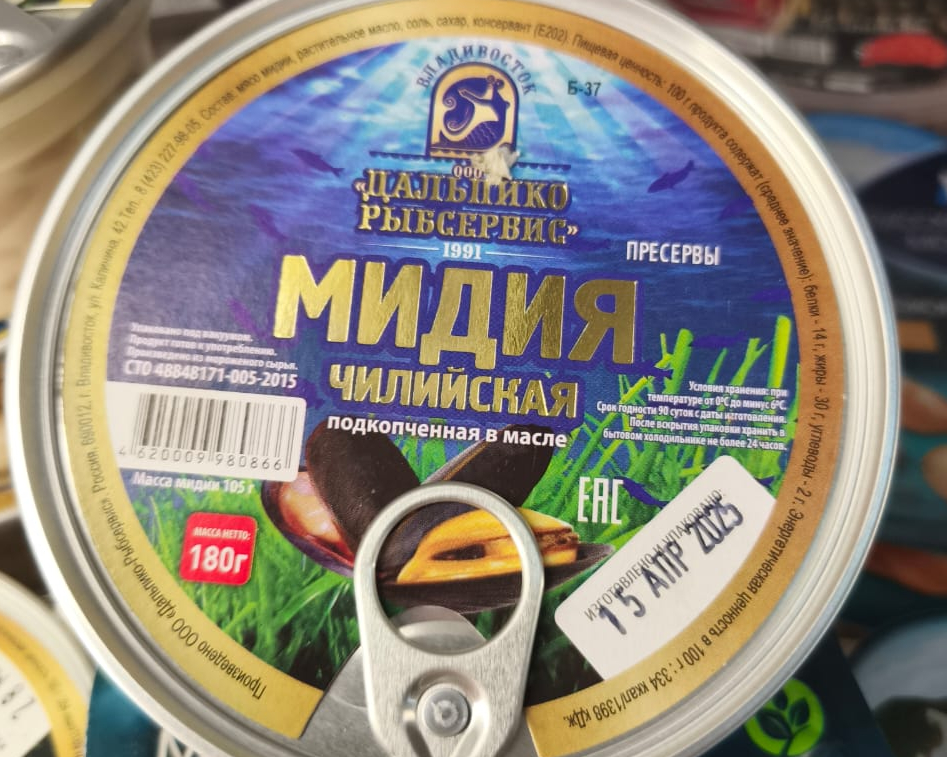 ВЛАДИВОСТОК
Б-37
ООО
«ДАЛЬПИКО
РЫБСЕРВИС»
1991
ПРЕСЕРВЫ
МИДИЯ
ЧИЛИЙСКАЯ
подкопченная в масле
Упаковано под вакуумом.
Продукт готов к употреблению.
Произведено из мороженого сырья.
СТО 48848171-005-2015
4 620009 980866
Масса мидии 105 г
МАССА НЕТТО:
180г
Условия хранения: при
температуре от 0°С до минус 6°С.
Срок годности 90 суток с даты изготовления.
После вскрытия упаковки хранить в
бытовом холодильнике не более 24 часов.
ЕАС
ИЗГОТОВЛЕНО/УПАКОВАНО:
15 АПР 2025
Произведено ООО «Дальпико-Рыбсервис». Россия, 690012, г. Владивосток, ул. Калинина, 42 Тел. 8 (423) 227-98-05. Состав: мясо мидии, растительное масло, соль, сахар, консервант (Е202). Пищевая ценность: 100 г продукта содержат (среднее значение): белки - 14 г, жиры - 30 г, углеводы - 2 г. Энергетическая ценность в 100 г: 334 ккал/1398 кДж.